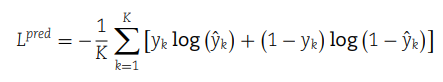 L^{pred} = -\frac{1}{K} \sum_{k=1}^{K} [y_k \log(\hat{y}_k) + (1 - y_k) \log(1 - \hat{y}_k)]